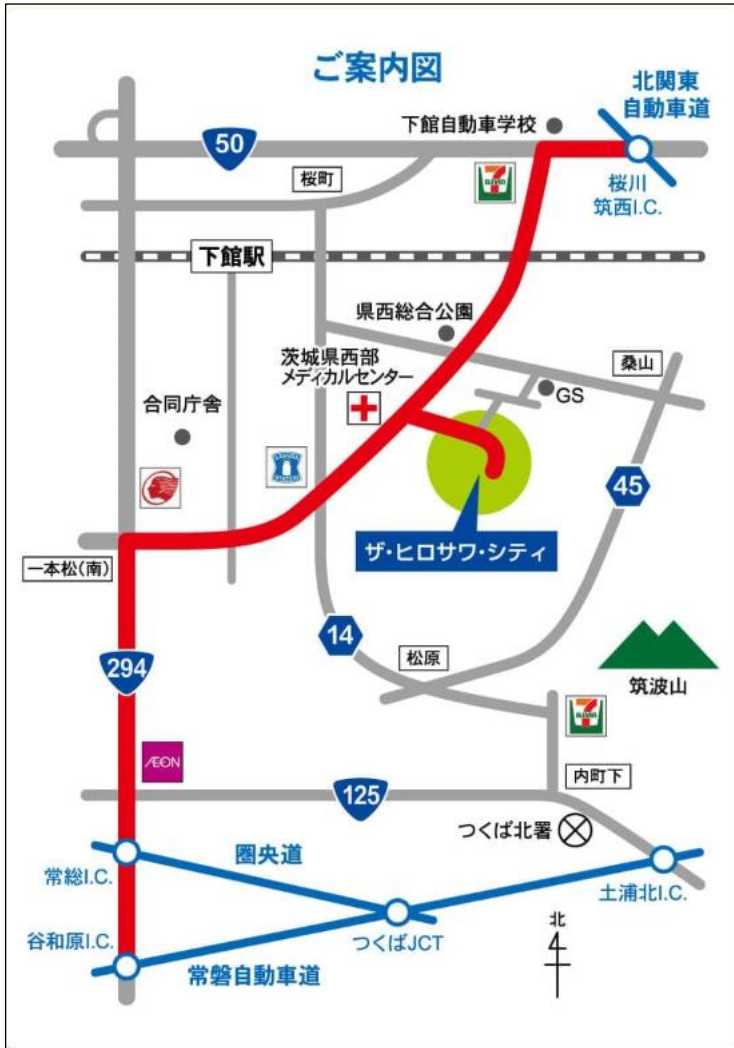 ご案内図
北関東
自動車道
下館自動車学校
50
桜町
ELEVEN
桜川
筑西I.C.
下館駅
県西総合公園
茨城県西部
メディカルセンター
桑山
GS
合同庁舎
45
ザ・ヒロサワ・シティ
一本松(南)
14
松原
294
筑波山
ELEVEN
ÆON
125
内町下
つくば北署
圏央道
常総I.C.
土浦北I.C.
北
谷和原I.C.
つくばJCT
常磐自動車道